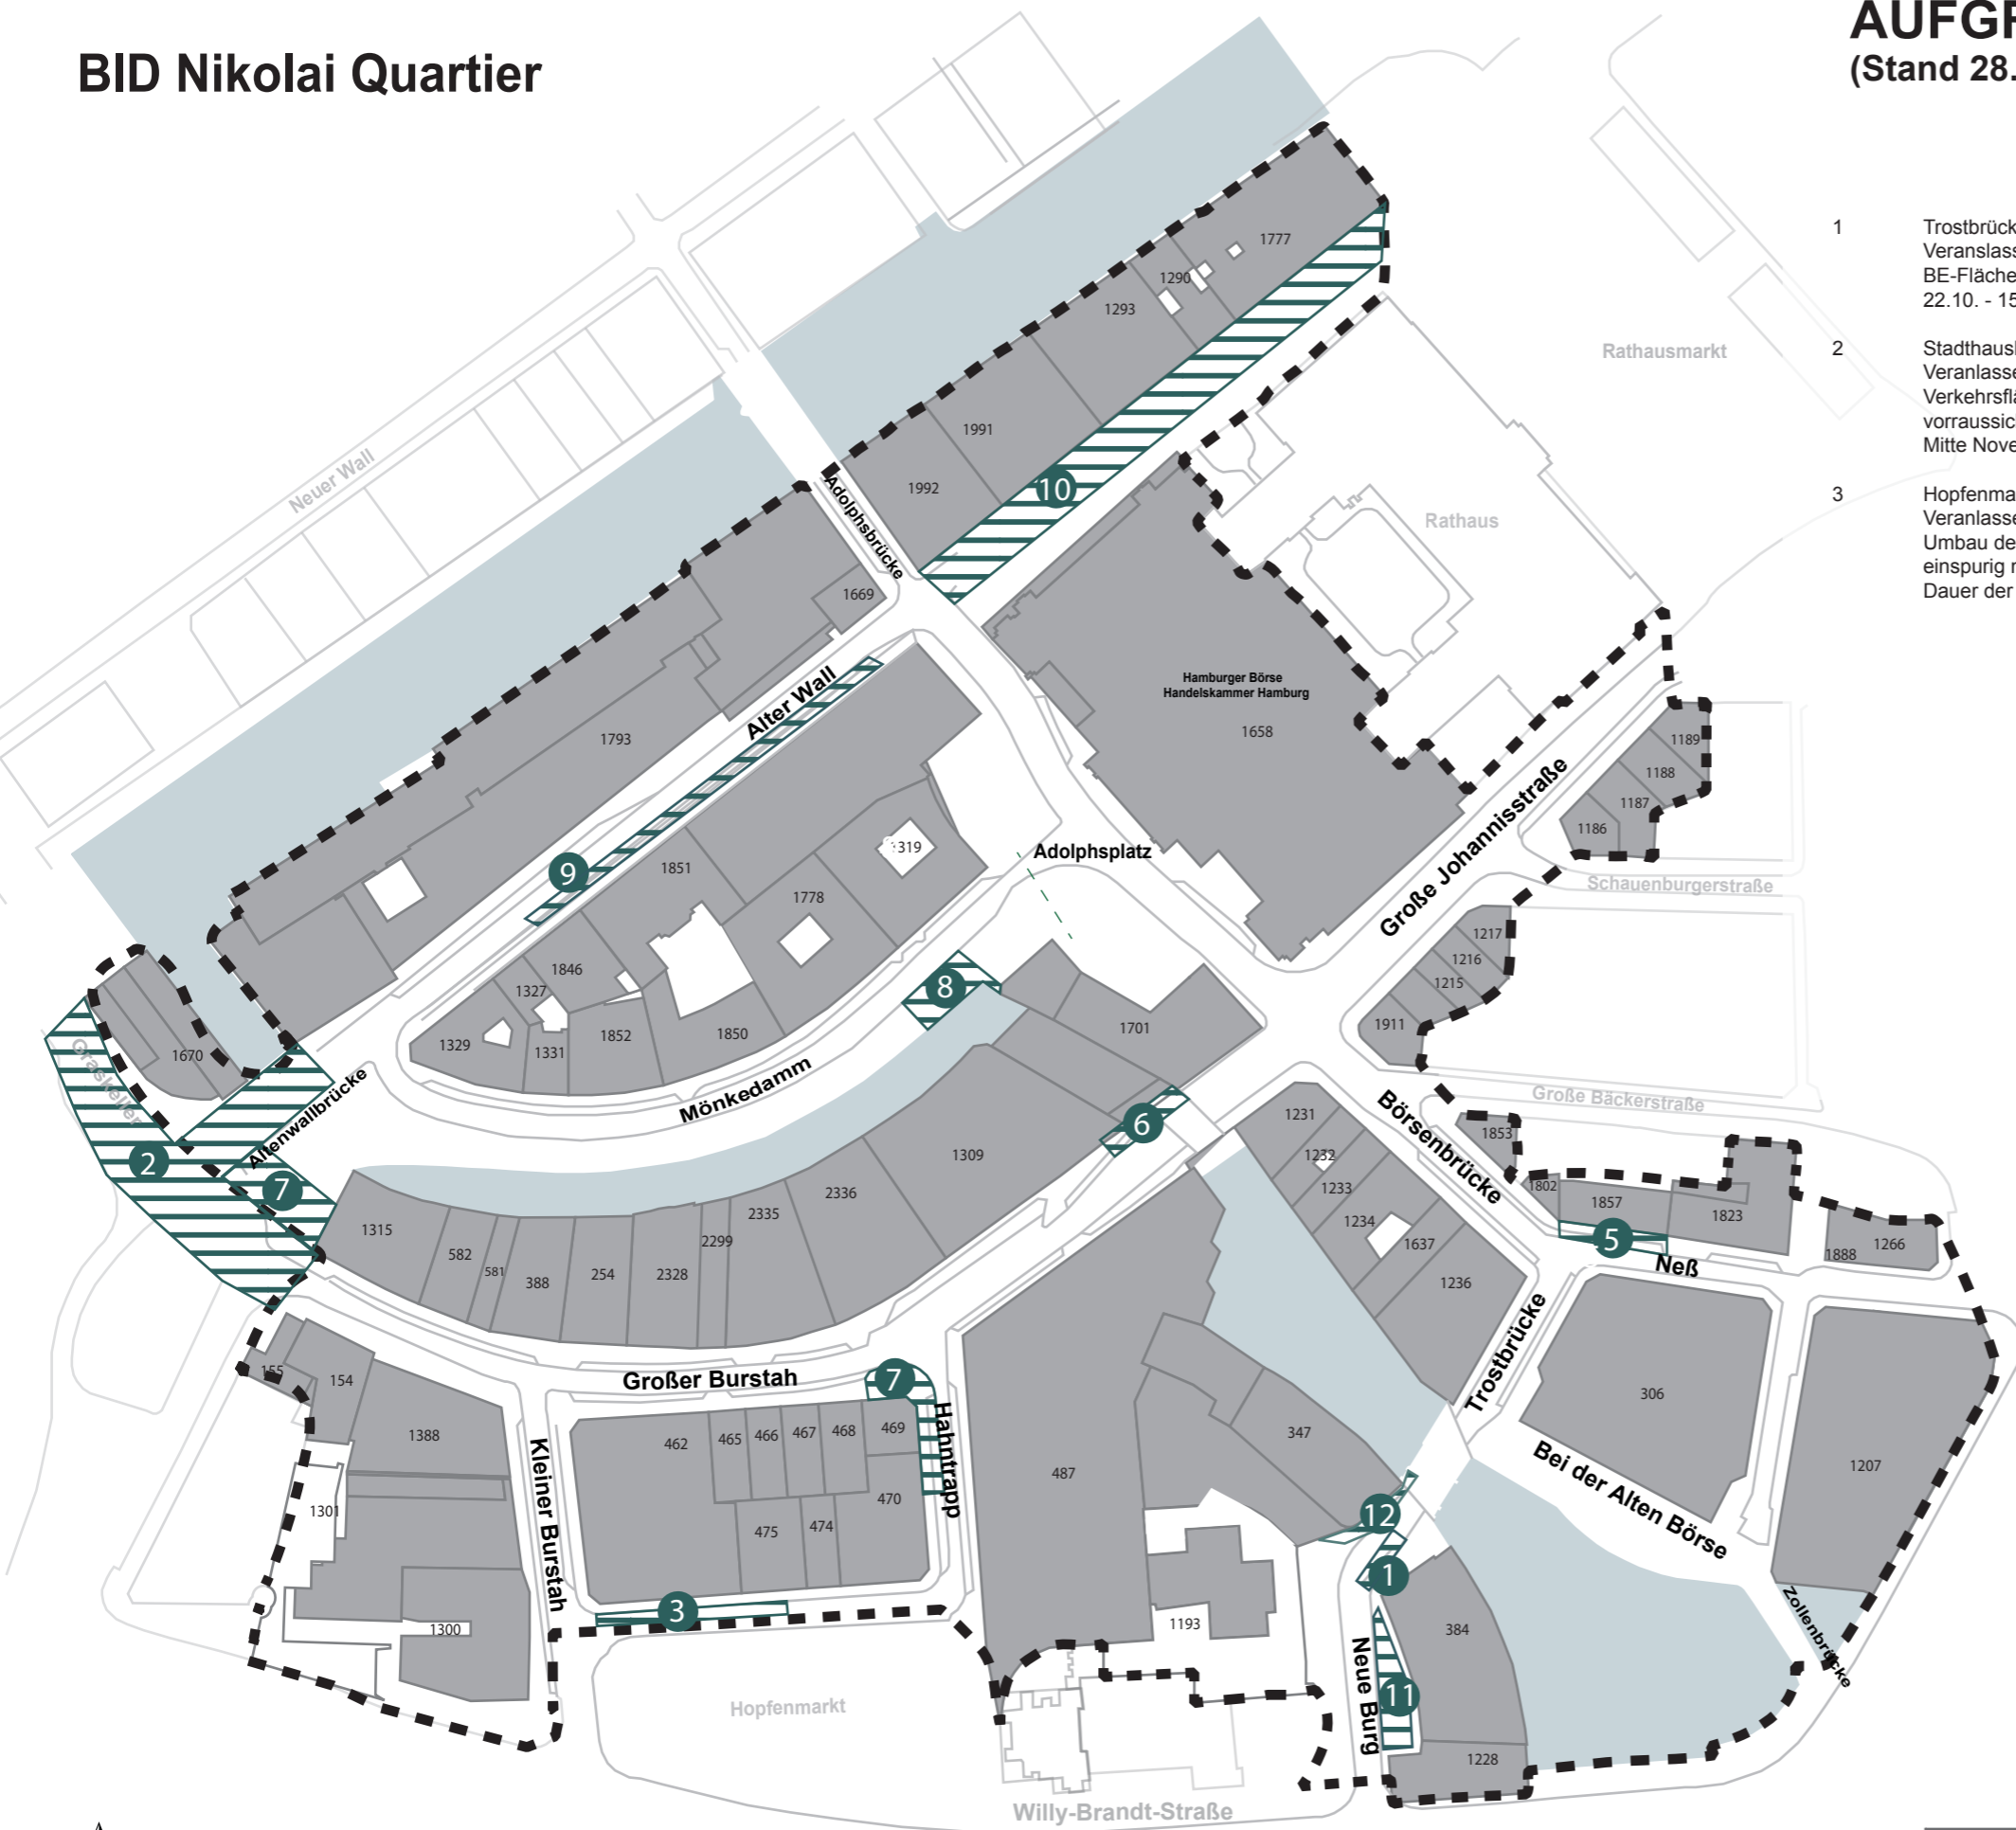 BID Nikolai Quartier
AUFGR
(Stand 28.
1
Trostbrück
Veranslass
BE-Fläche
22.10. - 15
2
Stadthaus
Veranlasse
Verkehrsflä
vorraussic
Mitte Nove
3
Hopfenma
Veranlasse
Umbau de
einspurig r
Dauer der
Neuer Wall
Adolphsbrücke
Rathausmarkt
Rathaus
1777
1290
1293
1991
1992
10
1669
Hamburger Börse
Handelskammer Hamburg
1658
Alter Wall
1793
9
1851
1778
1319
Adolphsplatz
Große Johannisstraße
1189
1188
1187
1186
Schauenburgerstraße
1217
1216
1215
1911
1846
1327
1329
1331
1852
1850
8
1701
Mönkedamm
1670
Graskeller
Altenwallbrücke
2
7
6
1309
2336
2335
2299
2328
254
388
581
582
1315
Große Bäckerstraße
Börsenbrücke
1231
1232
1233
1234
1637
1236
1853
1802
1857
1823
1888
1266
5
Neß
Trostbrücke
306
1207
Bei der Alten Börse
Zollenbrücke
Großer Burstah
7
Hahntrapp
155
154
1388
1301
1300
Kleiner Burstah
462
465
466
467
468
469
470
475
474
3
487
347
12
1
384
11
Neue Burg
1193
1228
Hopfenmarkt
Willy-Brandt-Straße